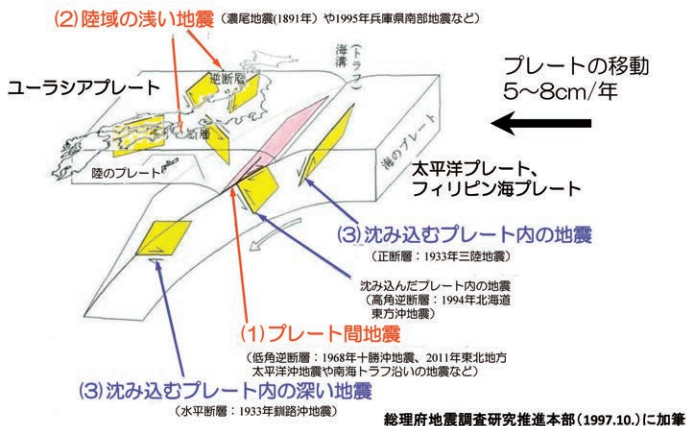 (2)陸域の浅い地震（濃尾地震(1891年）や1995年兵庫県南部地震など）
ユーラシアプレート
逆断層
海溝
(トラフ)
プレートの移動
5～8cm/年
断層
陸のプレート
海のプレート
太平洋プレート、
フィリピン海プレート
(3)沈み込むプレート内の地震
（正断層：1933年三陸地震）
沈み込んだプレート内の地震
（高角逆断層：1994年北海道
東方沖地震）
(1)プレート間地震
（低角逆断層：1968年十勝沖地震、2011年東北地方
太平洋沖地震や南海トラフ沿いの地震など）
(3)沈み込むプレート内の深い地震
（水平断層：1933年釧路沖地震）
総理府地震調査研究推進本部(1997.10.)に加筆